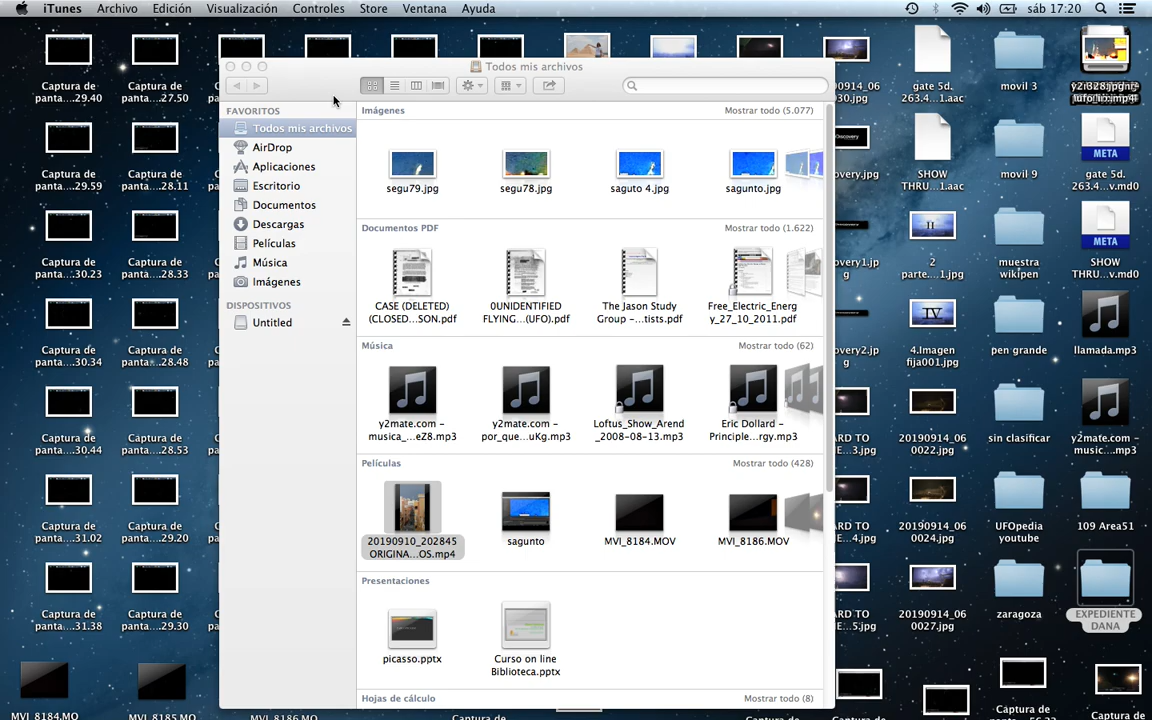 iTunes Archivo Edición Visualización Controles Store Ventana Ayuda sáb 17:20
Todos mis archivos
FAVORITOS
Todos mis archivos
AirDrop
Aplicaciones
Escritorio
Documentos
Descargas
Películas
Música
Imágenes
DISPOSITIVOS
Untitled
Imágenes Mostrar todo (5.077)
segu79.jpg segu78.jpg saguto 4.jpg sagunto.jpg
Documentos PDF Mostrar todo (1.622)
CASE (DELETED) 0UNIDENTIFIED The Jason Study Free_Electric_Energ
(CLOSED...SON.pdf FLYING...(UFO).pdf Group -...tists.pdf y_27_10_2011.pdf
Música Mostrar todo (62)
y2mate.com – y2mate.com – Loftus_Show_Arend Eric Dollard –
musica_...eZ8.mp3 por_que...uKg.mp3 _2008-08-13.mp3 Principle...rgy.mp3
Películas Mostrar todo (428)
20190910_202845 sagunto MVI_8184.MOV MVI_8186.MOV
ORIGINA...OS.mp4
Presentaciones
picasso.pptx Curso on line
Biblioteca.pptx
Hojas de cálculo Mostrar todo (8)
Captura de Captura de
panta...29.40 panta...27.50
Captura de Captura de
panta...29.59 panta...28.11
Captura de Captura de
panta...30.23 panta...28.33
Captura de Captura de
panta...30.34 panta...28.48
Captura de Captura de
panta...30.44 panta...28.53
Captura de Captura de
panta...31.02 panta...29.20
Captura de Captura de
panta...31.38 panta...29.30
MVI_8184.MO MVI_8185.MO MVI_8186.MO Captura de
gate 5d. movil 3
263.4...1.aac
META
SHOW movil 9 gate 5d.
THRU...1.aac 263.4...v.md0
II
META
2 muestra SHOW
parte...1.jpg wikipen THRU...v.md0
IV
4.Imagen pen grande llamada.mp3
fija001.jpg
20190914_06 sin clasificar y2mate.com –
0022.jpg music...y.mp3
20190914_06 UFOpedia 109 Area51
0024.jpg youtube
20190914_06 zaragoza EXPEDIENTE
0027.jpg DANA
Captura de Captura de
Captura de